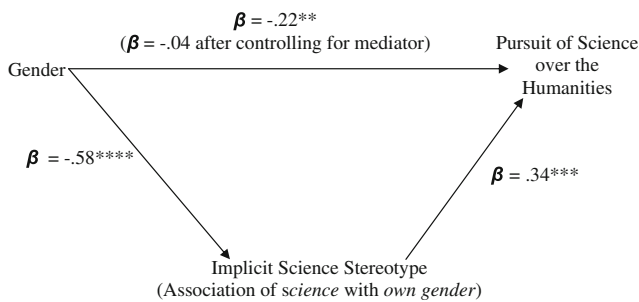 β = -.22**
(β = -.04 after controlling for mediator)
Gender
Pursuit of Science
over the
Humanities
β = -.58****
β = .34***
Implicit Science Stereotype
(Association of science with own gender)